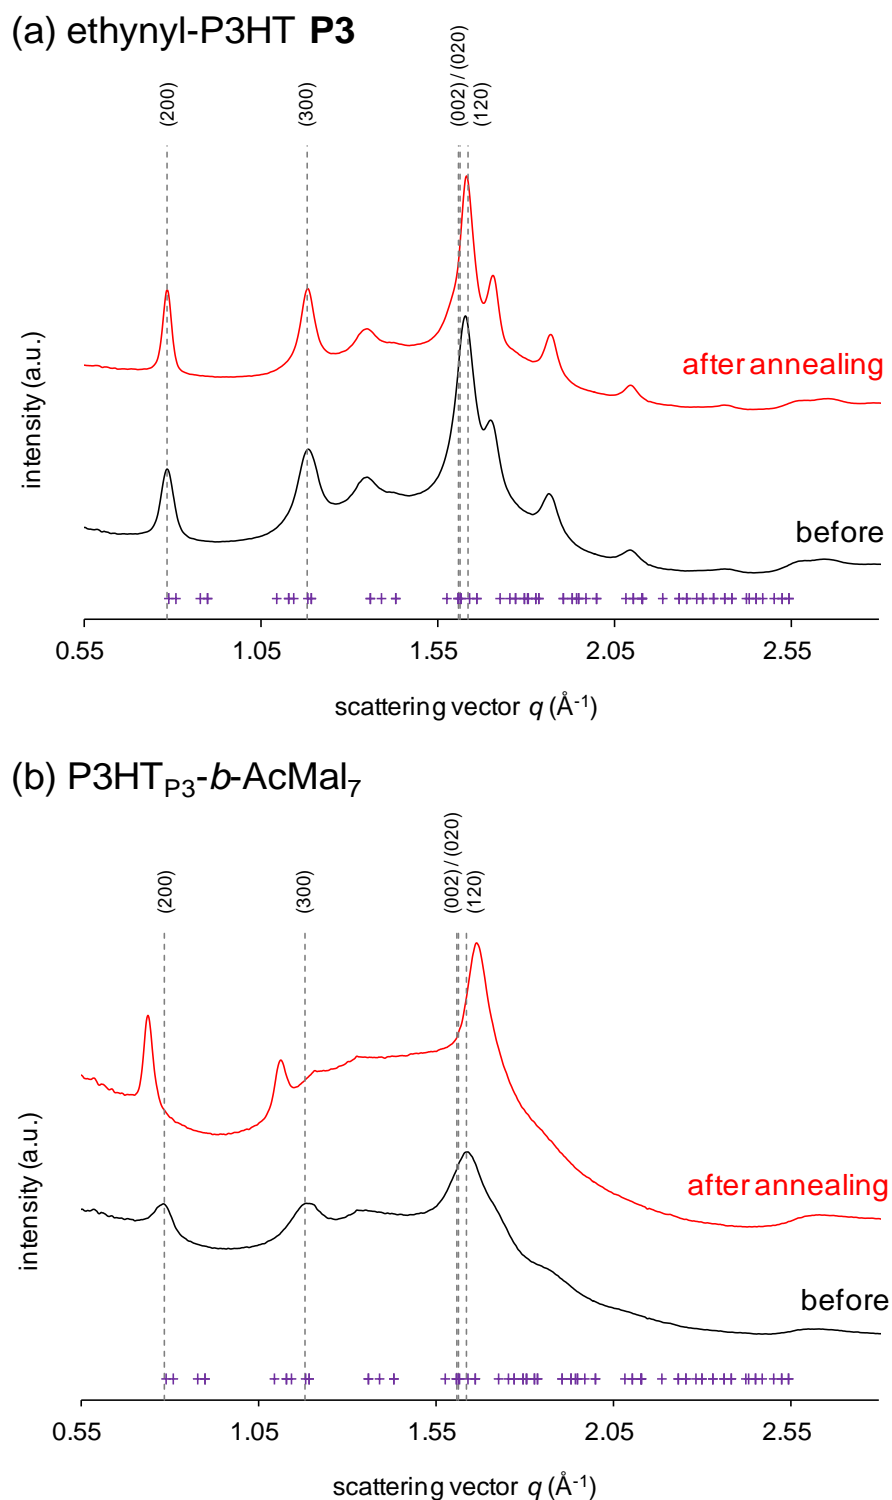 (a) ethynyl-P3HT P3
(200)
(300)
(002) / (020)
(120)
intensity (a.u.)
after annealing
before
0.55 1.05 1.55 2.05 2.55
scattering vector q (Å-1)
(b) P3HTP3-b-AcMal7
(200)
(300)
(002) / (020)
(120)
intensity (a.u.)
after annealing
before
0.55 1.05 1.55 2.05 2.55
scattering vector q (Å-1)